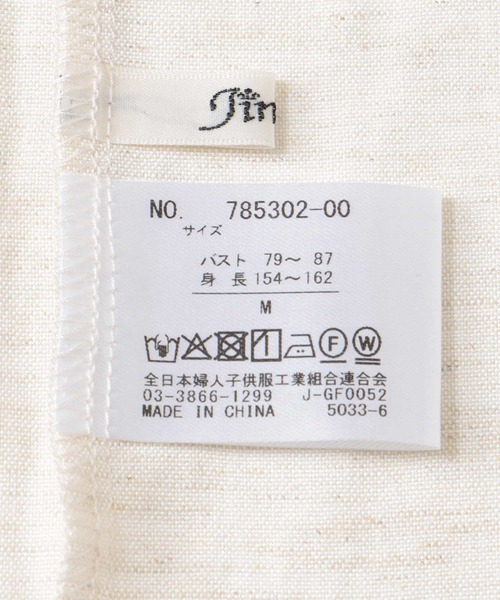 NO. 785302-00
サイズ
バスト 79～ 87
身 長 154～162
M
F W
全日本婦人子供服工業組合連合会
03-3866-1299 J-GF0052
MADE IN CHINA 5033-6